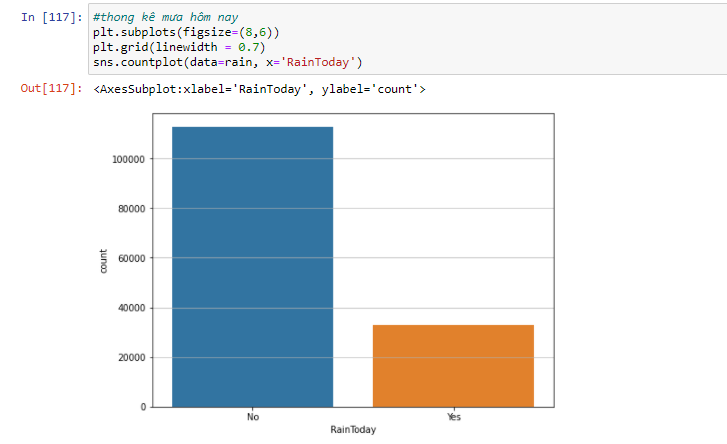 In [117]: #thong kê mưa hôm nay
plt.subplots(figsize=(8,6))
plt.grid(linewidth = 0.7)
sns.countplot(data=rain, x='RainToday')
Out[117]: <AxesSubplot:xlabel='RainToday', ylabel='count'>
100000
80000
60000
40000
20000
0
count
No Yes
RainToday